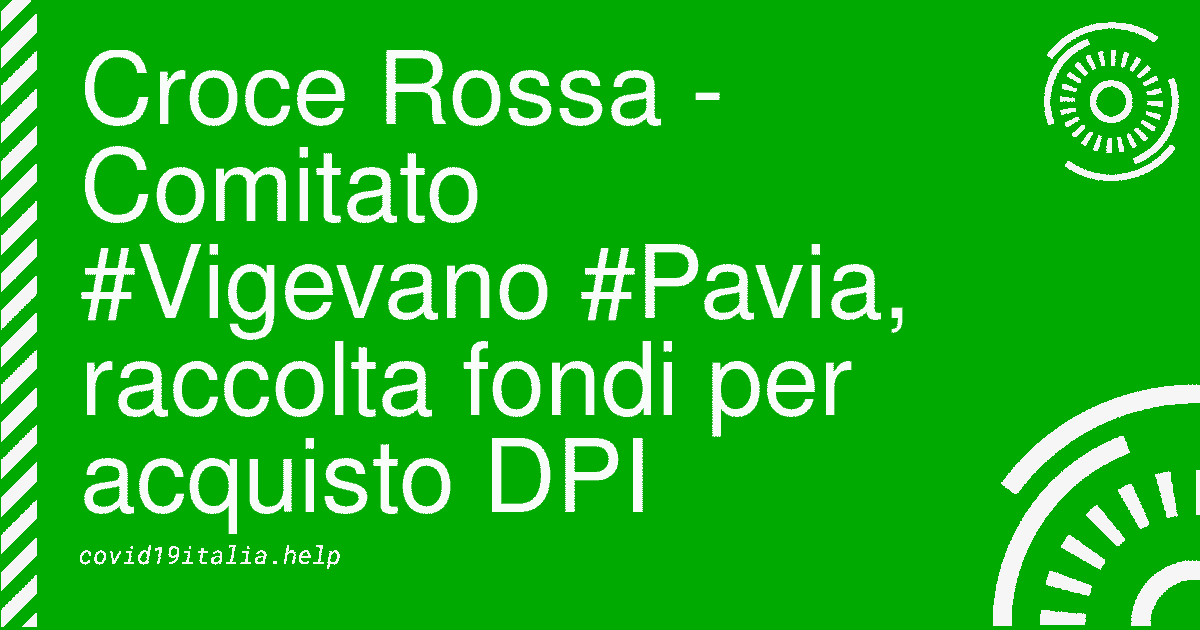 Croce Rossa -
Comitato
#Vigevano #Pavia,
raccolta fondi per
acquisto DPI
covid19italia.help